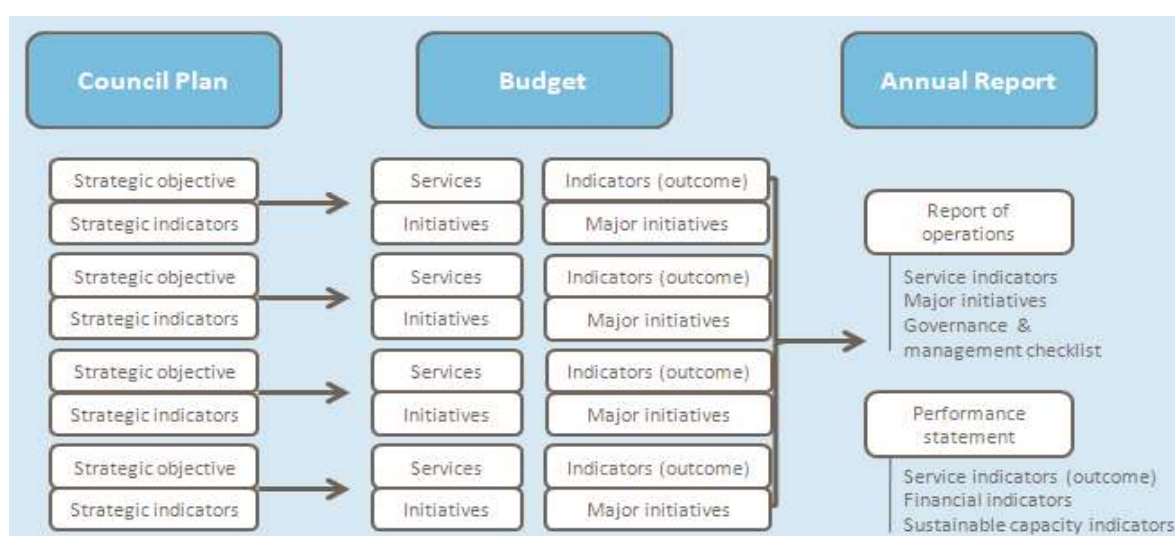 Council Plan
Budget
Annual Report
Strategic objective
Strategic indicators
Services
Initiatives
Indicators (outcome)
Major initiatives
Strategic objective
Strategic indicators
Services
Initiatives
Indicators (outcome)
Major initiatives
Strategic objective
Strategic indicators
Services
Initiatives
Indicators (outcome)
Major initiatives
Strategic objective
Strategic indicators
Services
Initiatives
Indicators (outcome)
Major initiatives
Report of
operations
Service indicators
Major initiatives
Governance &
management checklist
Performance
statement
Service indicators (outcome)
Financial indicators
Sustainable capacity indicators